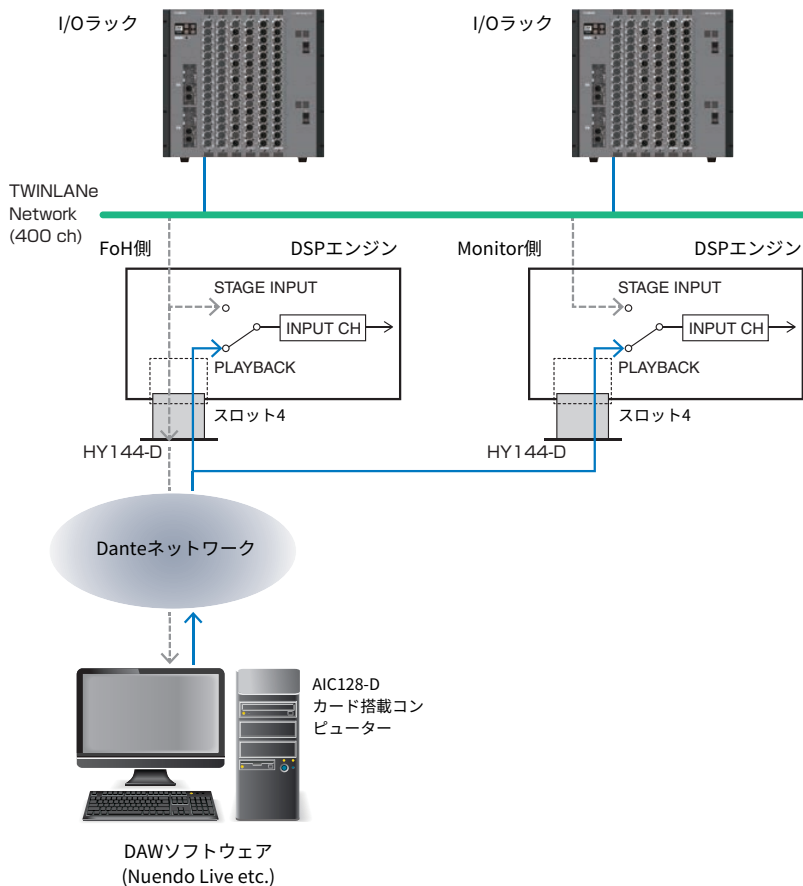 I/Oラック
I/Oラック
TWINLANe
Network
(400 ch)
FoH側
DSPエンジン
Monitor側
DSPエンジン
STAGE INPUT
INPUT CH
PLAYBACK
スロット4
HY144-D
STAGE INPUT
INPUT CH
PLAYBACK
スロット4
HY144-D
Danteネットワーク
AIC128-D
カード搭載コン
ピューター
DAWソフトウェア
(Nuendo Live etc.)